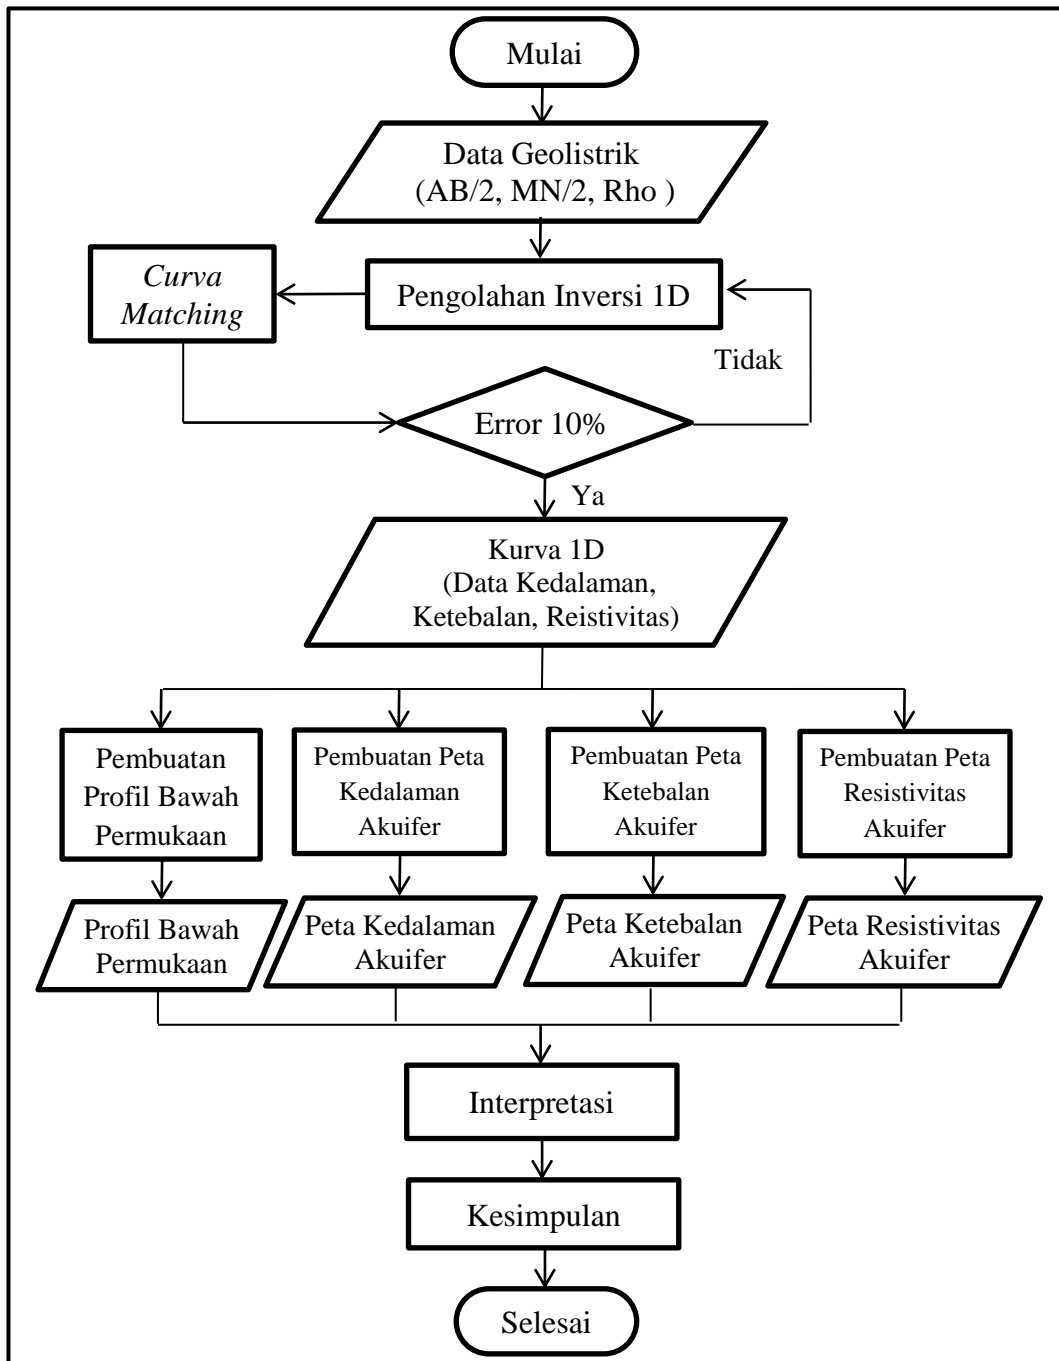 Mulai
Data Geolistrik
(AB/2, MN/2, Rho )
Curva
Matching
Pengolahan Inversi 1D
Tidak
Error 10%
Ya
Kurva 1D
(Data Kedalaman,
Ketebalan, Reistivitas)
Pembuatan
Profil Bawah
Permukaan
Pembuatan Peta
Kedalaman
Akuifer
Pembuatan Peta
Ketebalan
Akuifer
Pembuatan Peta
Resistivitas
Akuifer
Profil Bawah
Permukaan
Peta Kedalaman
Akuifer
Peta Ketebalan
Akuifer
Peta Resistivitas
Akuifer
Interpretasi
Kesimpulan
Selesai